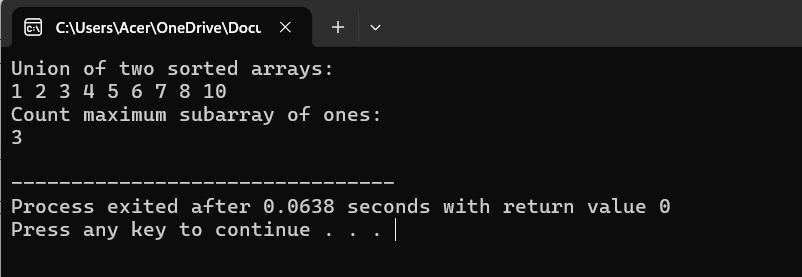 C:\Users\Acer\OneDrive\Docu
Union of two sorted arrays:
1 2 3 4 5 6 7 8 10
Count maximum subarray of ones:
3
--------------------------------
Process exited after 0.0638 seconds with return value 0
Press any key to continue . . .